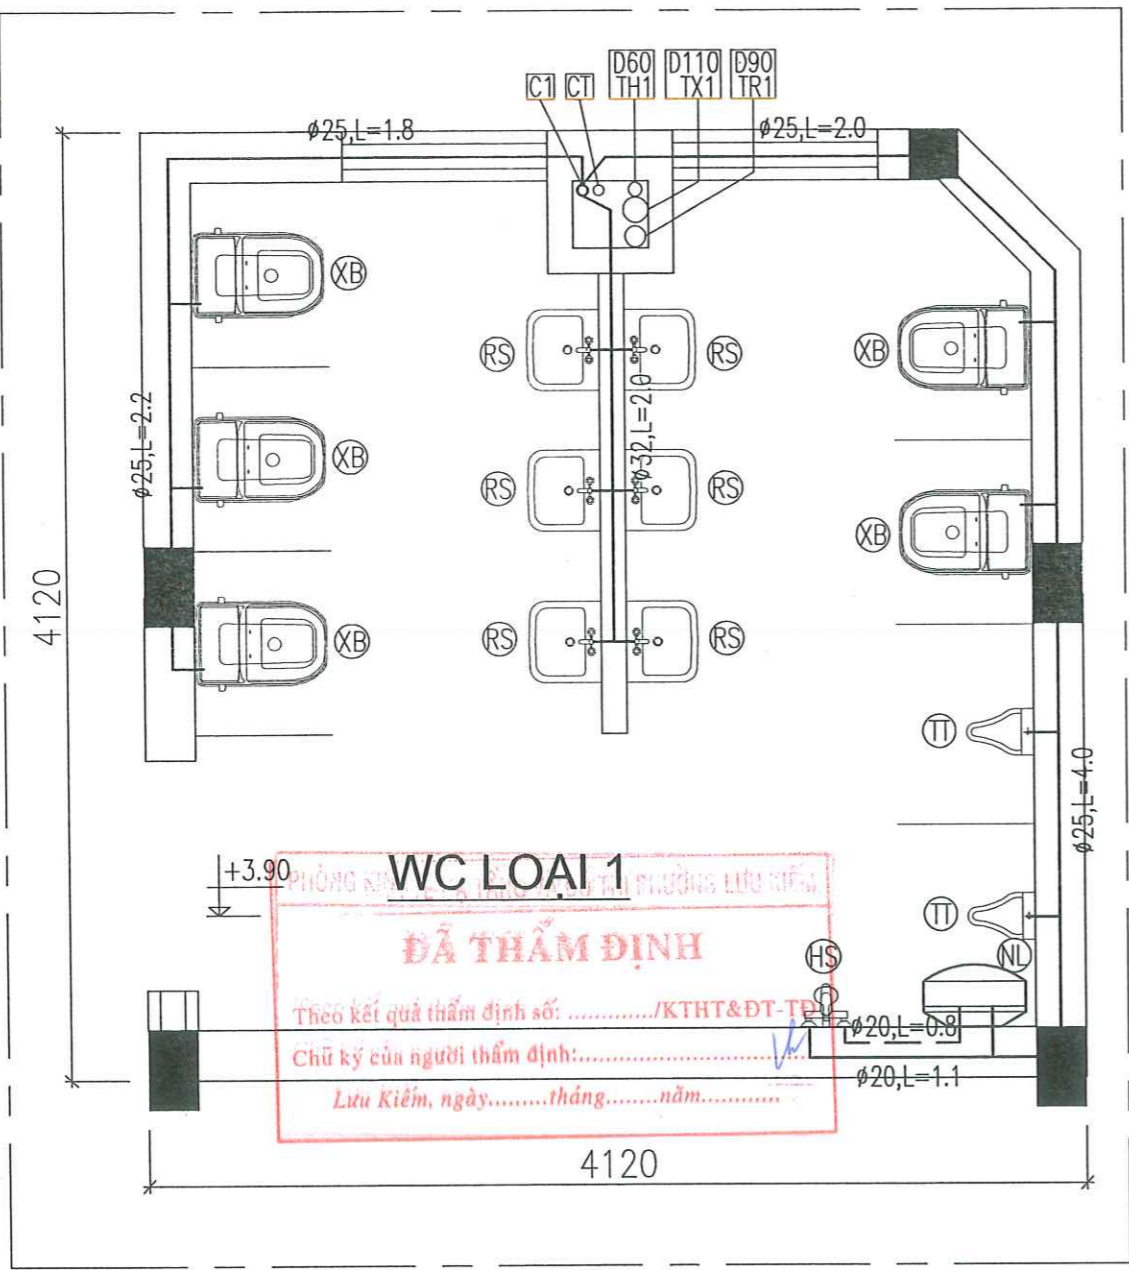 C1
CT
D60
TH1
D110
TX1
D90
TR1
ϕ25,L=1.8
ϕ25,L=2.0
XB
RS
RS
XB
ϕ25,L=2.2
ϕ32,L=2.0
XB
RS
RS
XB
4120
XB
RS
RS
TT
ϕ25,L=4.0
+3.90
WC LOẠI 1
TT
ĐÃ THẨM ĐỊNH
HS
NL
Theo kết quả thẩm định số: ............./KTHT&ĐT-TĐ
ϕ20,L=0.8
Chữ ký của người thẩm định:..............................
ϕ20,L=1.1
Lưu Kiếm, ngày.........tháng........năm............
4120